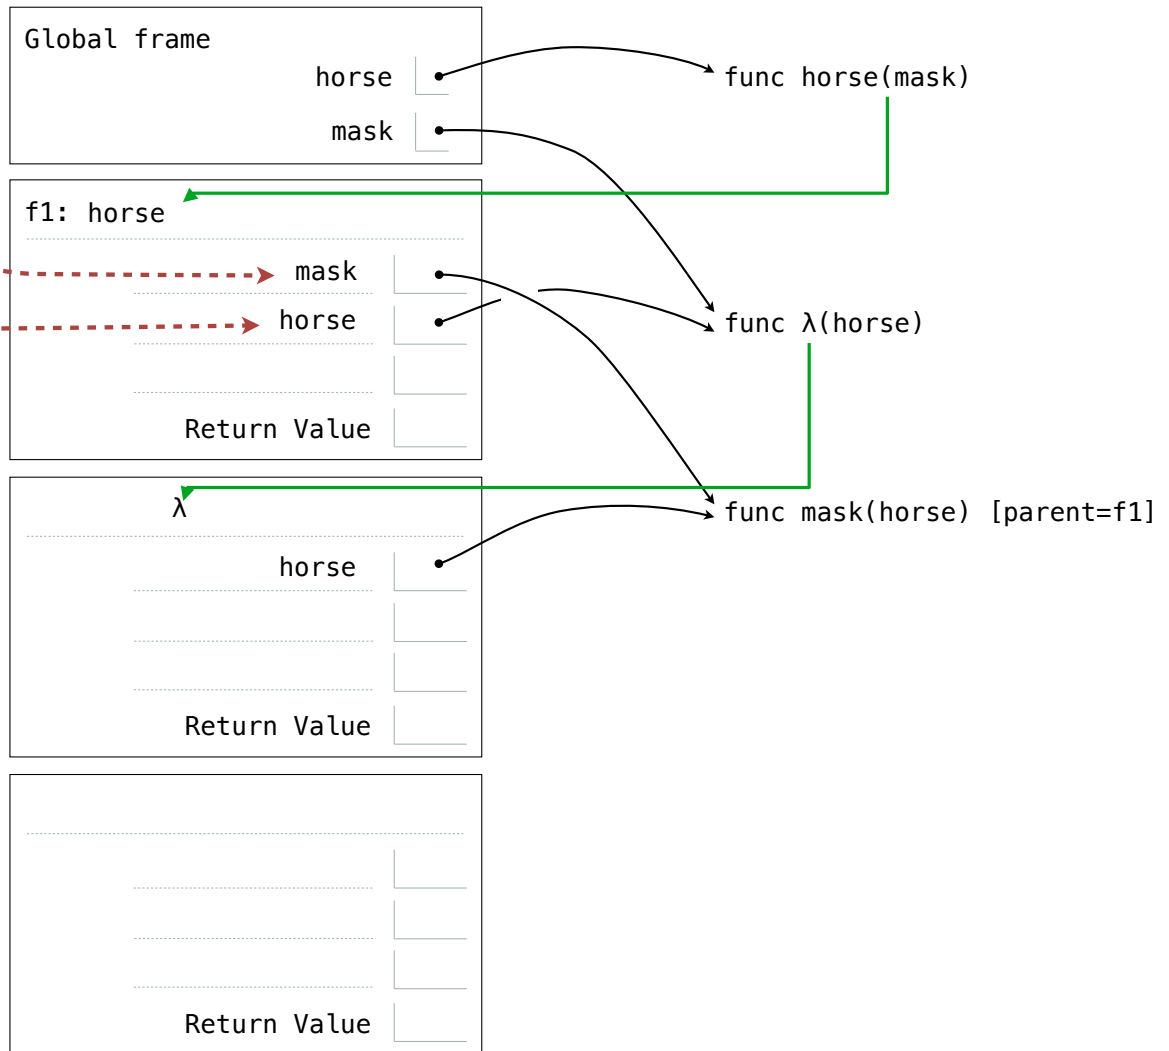 Global frame
horse
func horse(mask)
mask
f1: horse
mask
horse
func λ(horse)
Return Value
λ
func mask(horse) [parent=f1]
horse
Return Value
Return Value